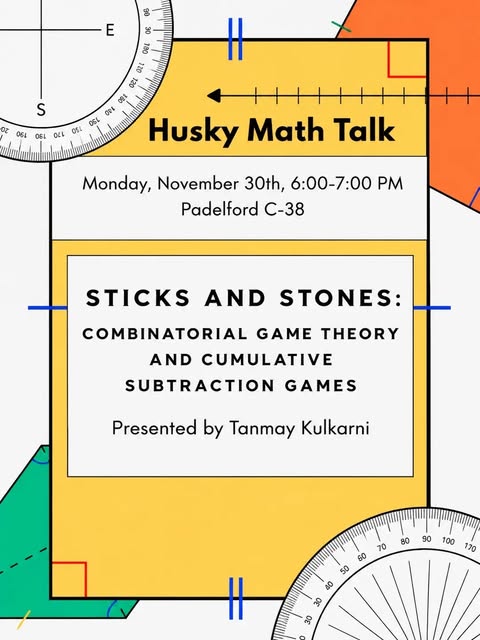 E
S
Husky Math Talk
Monday, November 30th, 6:00-7:00 PM
Padelford C-38
STICKS AND STONES:
COMBINATORIAL GAME THEORY
AND CUMULATIVE
SUBTRACTION GAMES
Presented by Tanmay Kulkarni